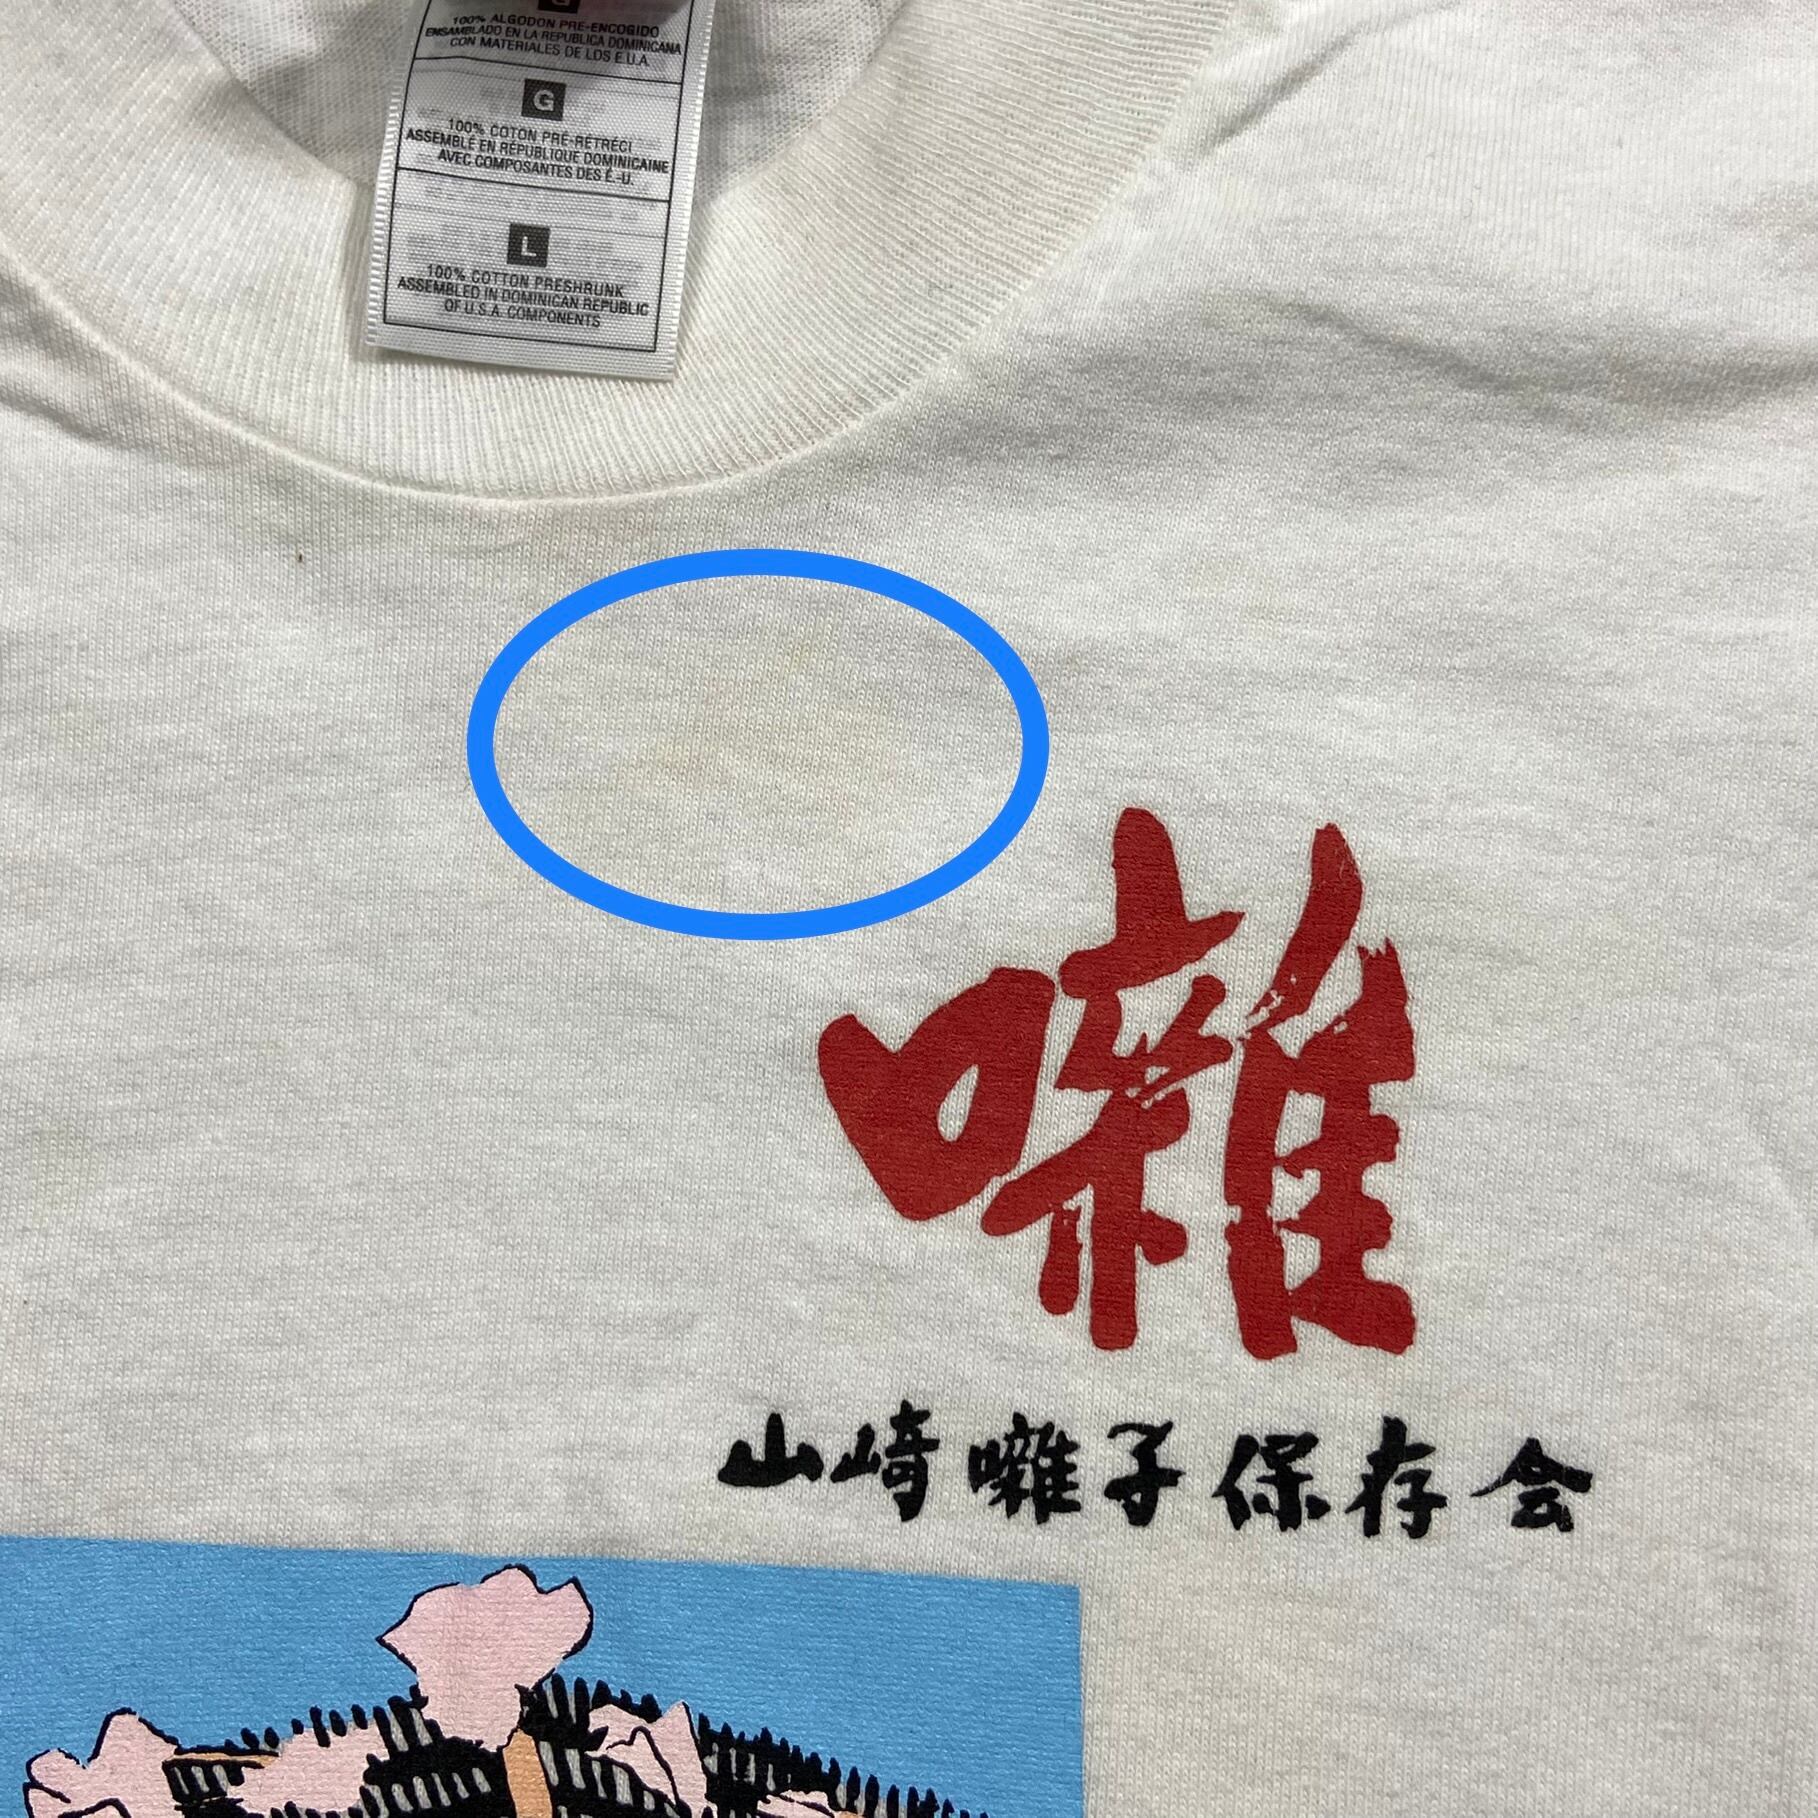 G
100% ALGODON PRE-ENCOGIDO
ENSAMBLADO EN LA REPUBLICA DOMINICANA
CON MATERIALES DE LOS E.U.A.
G
100% COTON PRÉ-RÉTRÉCI
ASSEMBLÉ EN RÉPUBLIQUE DOMINICAINE
AVEC COMPOSANTES DES É.-U.
L
100% COTTON PRESHRUNK
ASSEMBLED IN DOMINICAN REPUBLIC
OF U.S.A. COMPONENTS
囃
山崎囃子保存会